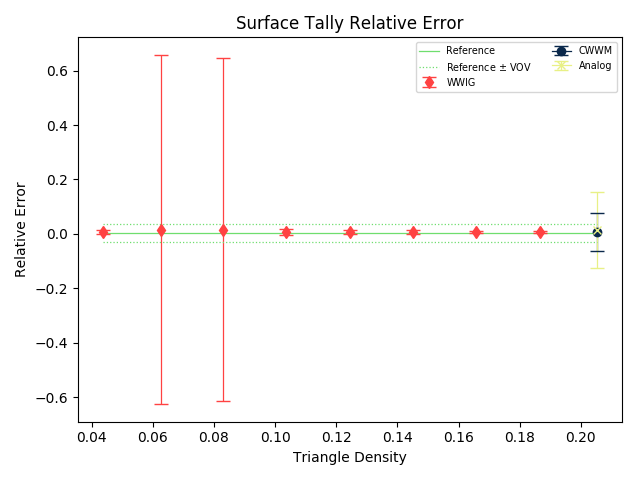 Surface Tally Relative Error
Reference
Reference ± VOV
WWIG
CWWM
Analog
0.6
0.4
0.2
0.0
−0.2
−0.4
−0.6
Relative Error
0.04 0.06 0.08 0.10 0.12 0.14 0.16 0.18 0.20
Triangle Density